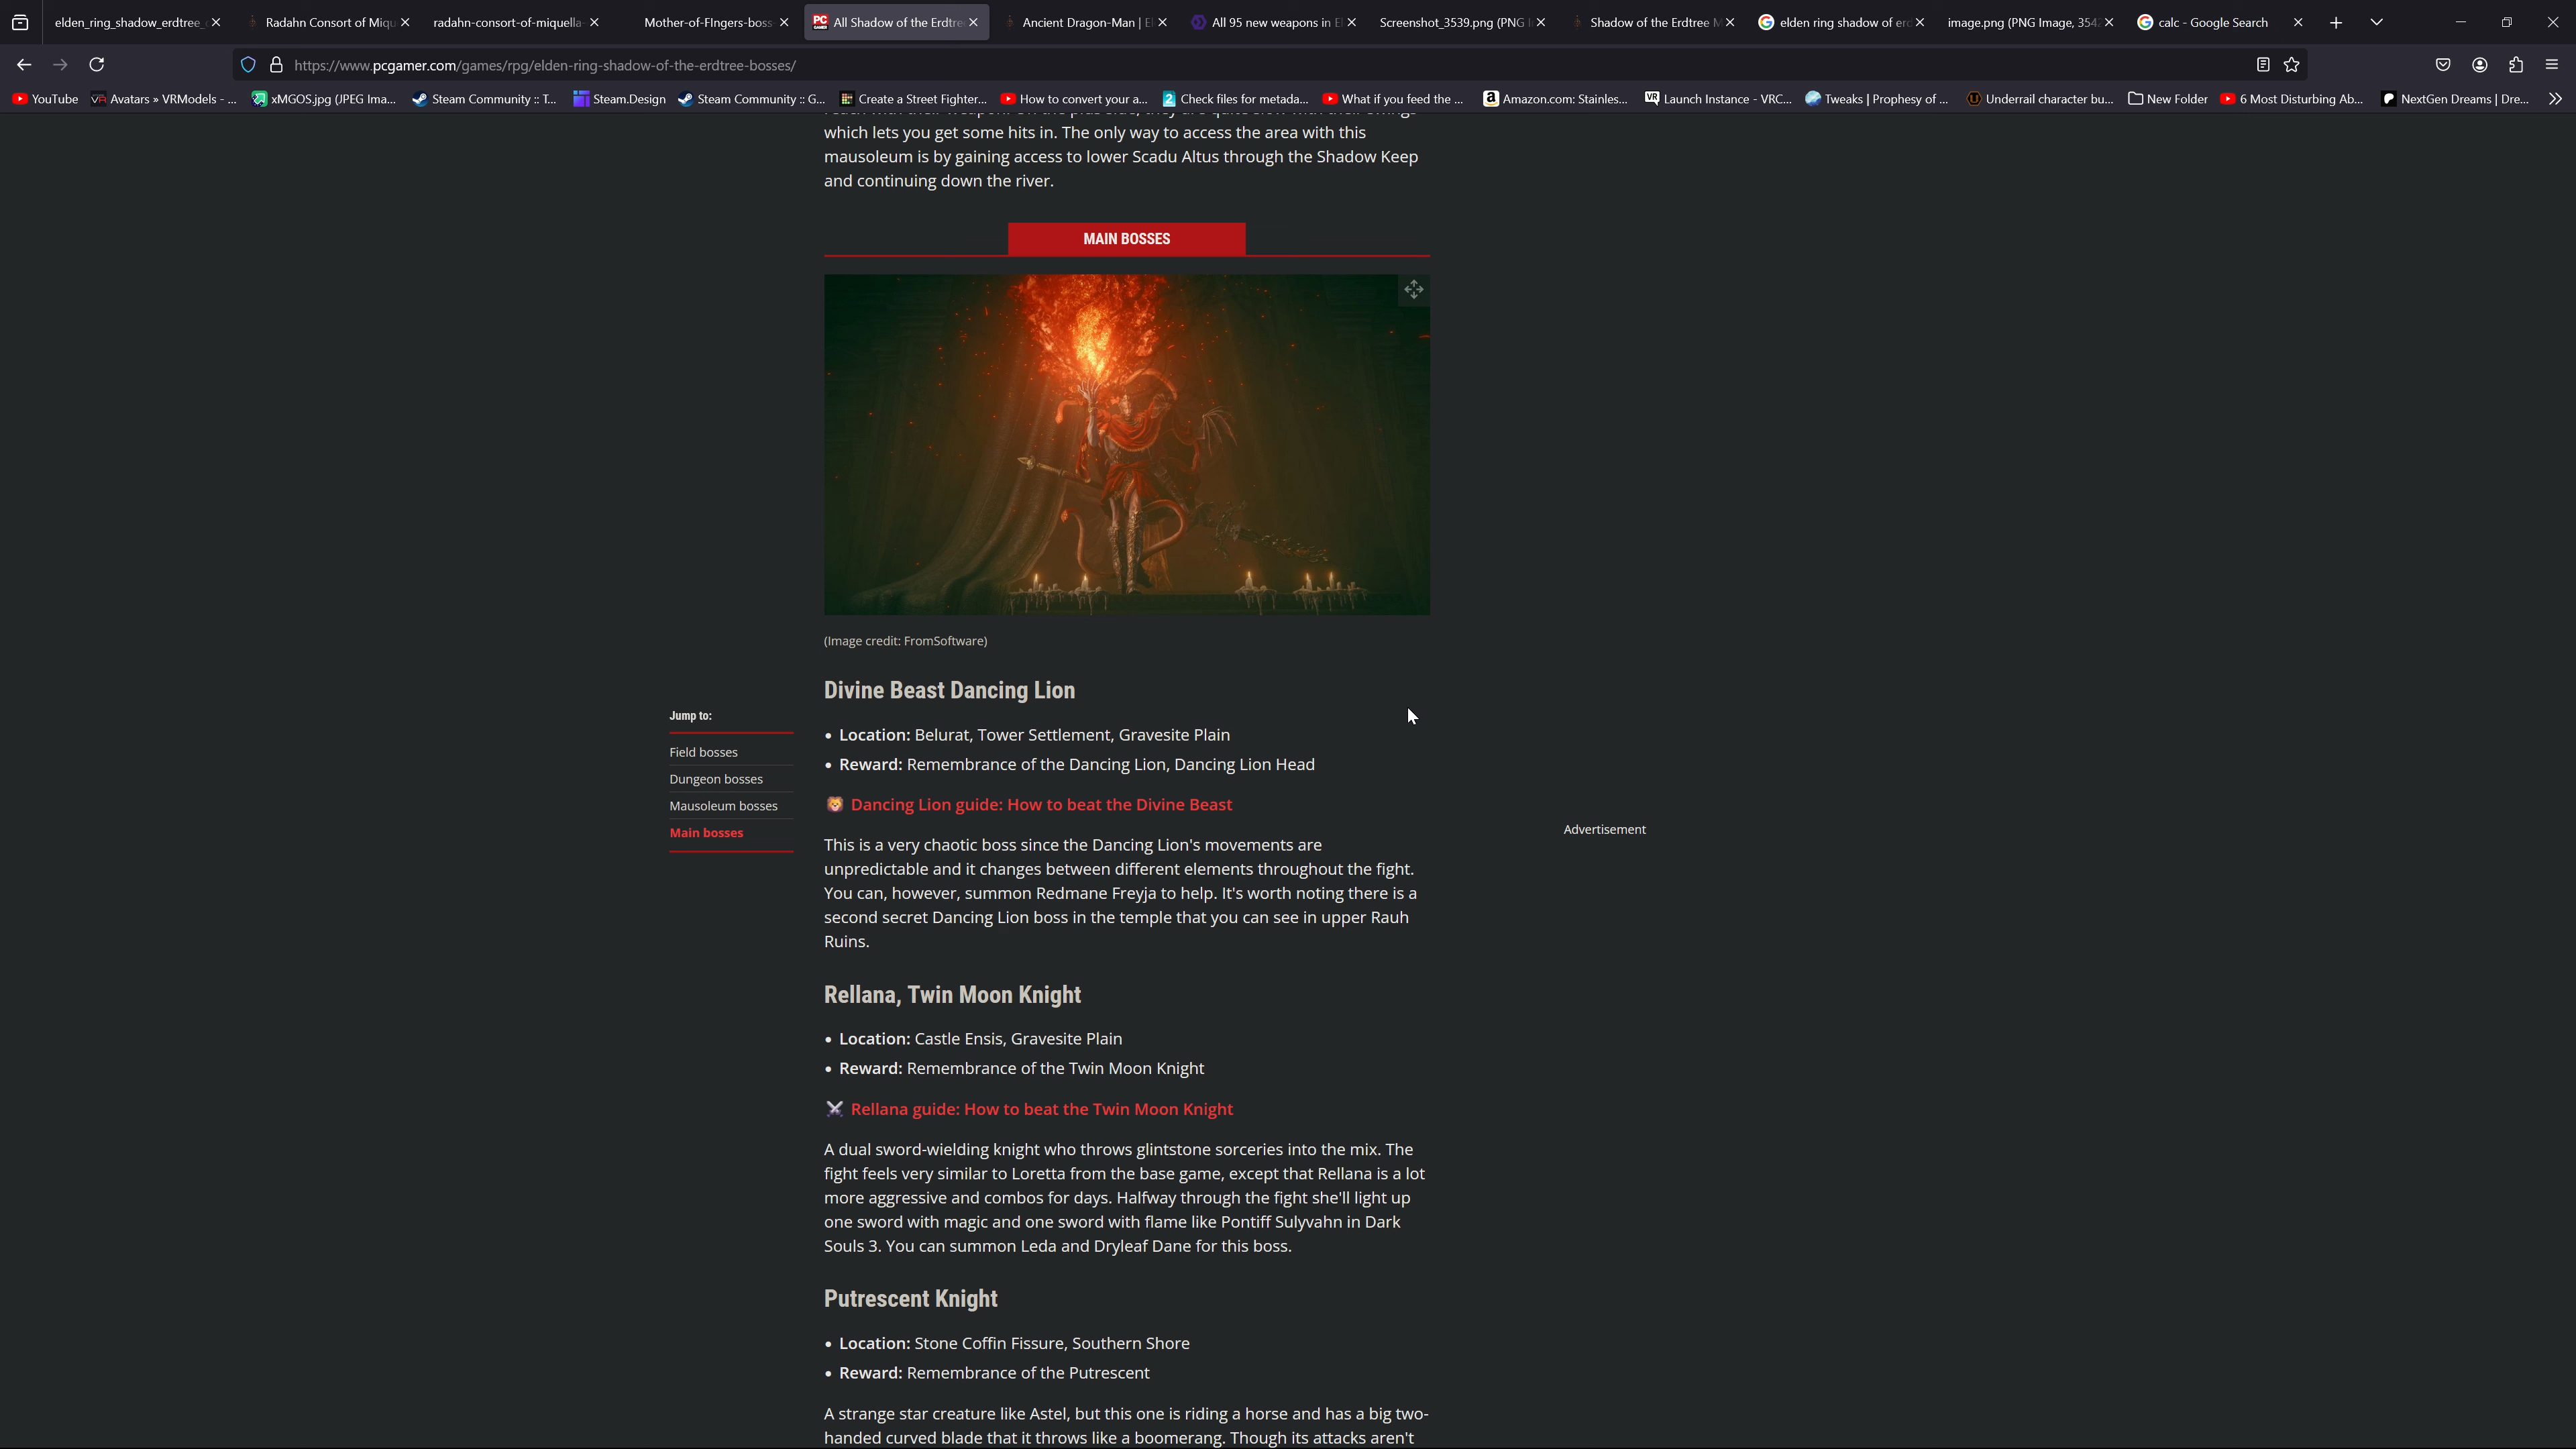 elden_ring_shadow_erdtree_
Radahn Consort of Miqu
radahn-consort-of-miquella-
Mother-of-FIngers-boss-
All Shadow of the Erdtre
Ancient Dragon-Man | El
All 95 new weapons in El
Screenshot_3539.png (PNG I
Shadow of the Erdtree M
elden ring shadow of erd
image.png (PNG Image, 354
calc - Google Search
https://www.pcgamer.com/games/rpg/elden-ring-shadow-of-the-erdtree-bosses/
YouTube
Avatars » VRModels - ...
xMGOS.jpg (JPEG Ima...
Steam Community :: T...
Steam.Design
Steam Community :: G...
Create a Street Fighter...
How to convert your a...
Check files for metada...
What if you feed the ...
Amazon.com: Stainles...
Launch Instance - VRC...
Tweaks | Prophesy of ...
Underrail character bu...
New Folder
6 Most Disturbing Ab...
NextGen Dreams | Dre...
which lets you get some hits in. The only way to access the area with this
mausoleum is by gaining access to lower Scadu Altus through the Shadow Keep
and continuing down the river.
MAIN BOSSES
(Image credit: FromSoftware)
Divine Beast Dancing Lion
• Location: Belurat, Tower Settlement, Gravesite Plain
• Reward: Remembrance of the Dancing Lion, Dancing Lion Head
🦁 Dancing Lion guide: How to beat the Divine Beast
This is a very chaotic boss since the Dancing Lion's movements are
unpredictable and it changes between different elements throughout the fight.
You can, however, summon Redmane Freyja to help. It's worth noting there is a
second secret Dancing Lion boss in the temple that you can see in upper Rauh
Ruins.
Jump to:
Field bosses
Dungeon bosses
Mausoleum bosses
Main bosses
Advertisement
Rellana, Twin Moon Knight
• Location: Castle Ensis, Gravesite Plain
• Reward: Remembrance of the Twin Moon Knight
⚔️ Rellana guide: How to beat the Twin Moon Knight
A dual sword-wielding knight who throws glintstone sorceries into the mix. The
fight feels very similar to Loretta from the base game, except that Rellana is a lot
more aggressive and combos for days. Halfway through the fight she'll light up
one sword with magic and one sword with flame like Pontiff Sulyvahn in Dark
Souls 3. You can summon Leda and Dryleaf Dane for this boss.
Putrescent Knight
• Location: Stone Coffin Fissure, Southern Shore
• Reward: Remembrance of the Putrescent
A strange star creature like Astel, but this one is riding a horse and has a big two-
handed curved blade that it throws like a boomerang. Though its attacks aren't